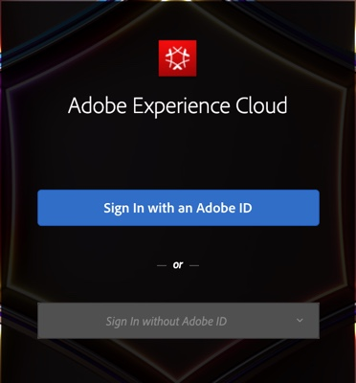 Adobe Experience Cloud
Sign In with an Adobe ID
or
Sign In without Adobe ID